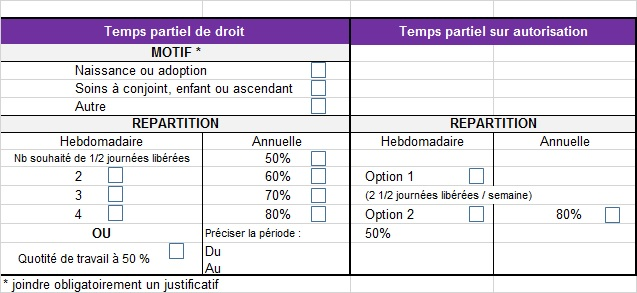 Temps partiel de droit Temps partiel sur autorisation
MOTIF *
Naissance ou adoption
Soins à conjoint, enfant ou ascendant
Autre
REPARTITION REPARTITION
Hebdomadaire Annuelle Hebdomadaire Annuelle
Nb souhaité de 1/2 journées libérées 50%
2 60% Option 1
3 70% (2 1/2 journées libérées / semaine)
4 80% Option 2 80%
OU Préciser la période : 50%
Quotité de travail à 50 % Du
Au
* joindre obligatoirement un justificatif